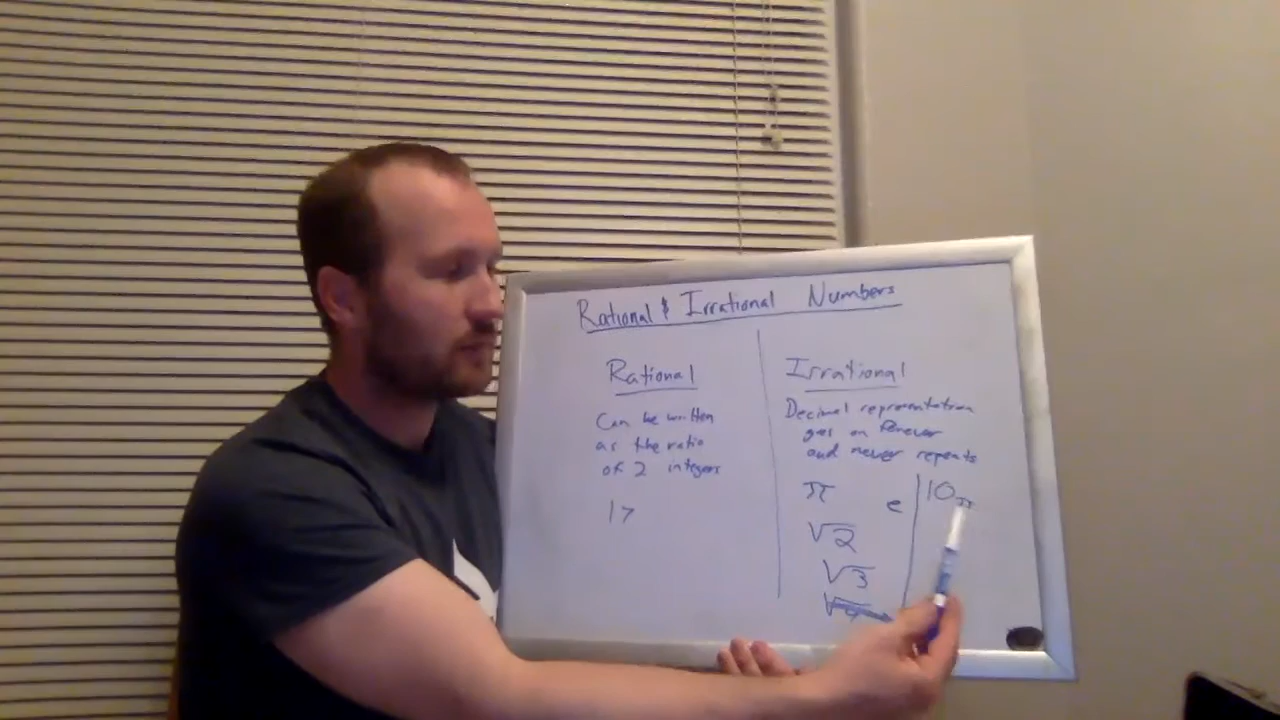 Rational & Irrational Numbers
Rational
Can be written
as the ratio
of 2 integers
17
Irrational
Decimal representation
goes on forever
and never repeats
π e
√2
√3
10π